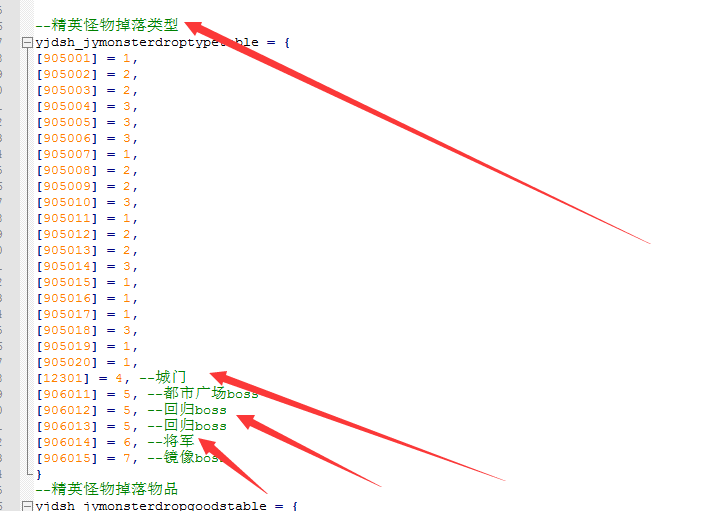 --精英怪物掉落类型
yjdsh_jymonsterdroptypetable = {
[905001] = 1,
[905002] = 2,
[905003] = 2,
[905004] = 3,
[905005] = 3,
[905006] = 3,
[905007] = 1,
[905008] = 2,
[905009] = 2,
[905010] = 3,
[905011] = 1,
[905012] = 2,
[905013] = 2,
[905014] = 3,
[905015] = 1,
[905016] = 1,
[905017] = 1,
[905018] = 3,
[905019] = 1,
[905020] = 1,
[12301] = 4, --城门
[906011] = 5, --都市广场boss
[906012] = 5, --回归boss
[906013] = 5, --回归boss
[906014] = 6, --将军
[906015] = 7, --镜像boss
}
--精英怪物掉落物品
yjdsh_jymonsterdropgoodstable = {